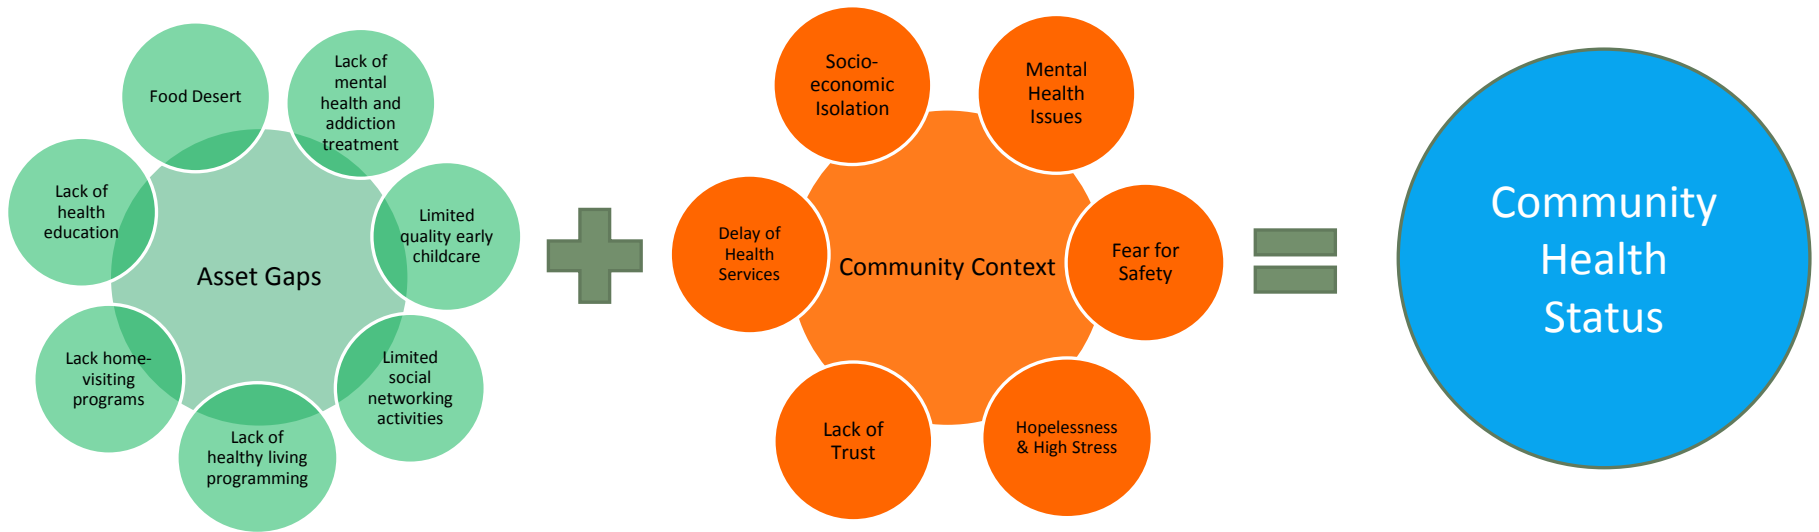 Food Desert
Lack of
mental
health and
addiction
treatment
Limited
quality early
childcare
Limited
social
networking
activities
Lack of
healthy living
programming
Lack home-
visiting
programs
Lack of
health
education
Asset Gaps
Socio-
economic
Isolation
Mental
Health
Issues
Fear for
Safety
Hopelessness
& High Stress
Lack of
Trust
Delay of
Health
Services
Community Context
Community
Health
Status